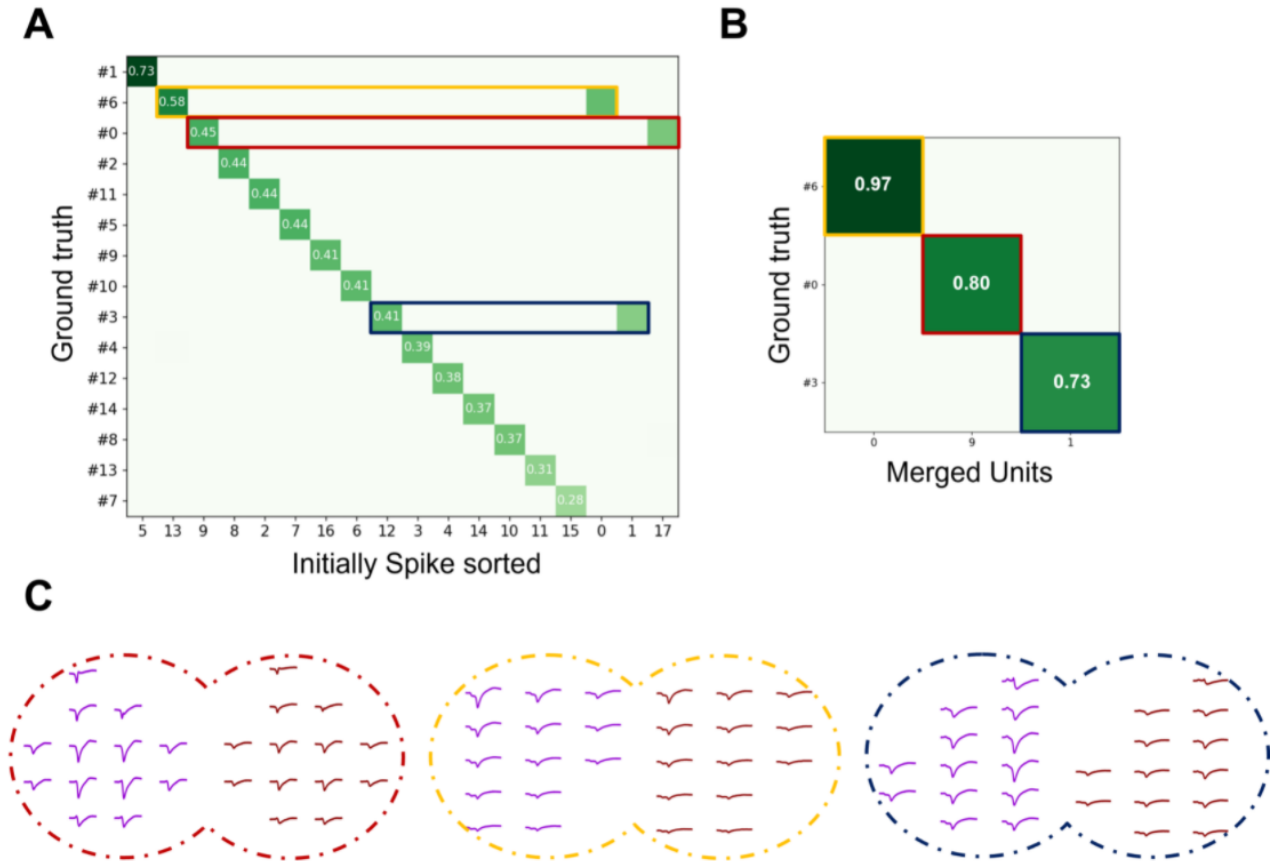 A
B
#1 0.73
#6 0.58
#0 0.45
#2 0.44
#11 0.44
#5 0.44
#9 0.41
#10 0.41
#3 0.41
#4 0.39
#12 0.38
#14 0.37
#8 0.37
#13 0.31
#7 0.28
Ground truth
5 13 9 8 2 7 16 6 12 3 4 14 10 11 15 0 1 17
Initially Spike sorted
#6 0.97
#0 0.80
#3 0.73
Ground truth
0 9 1
Merged Units
C